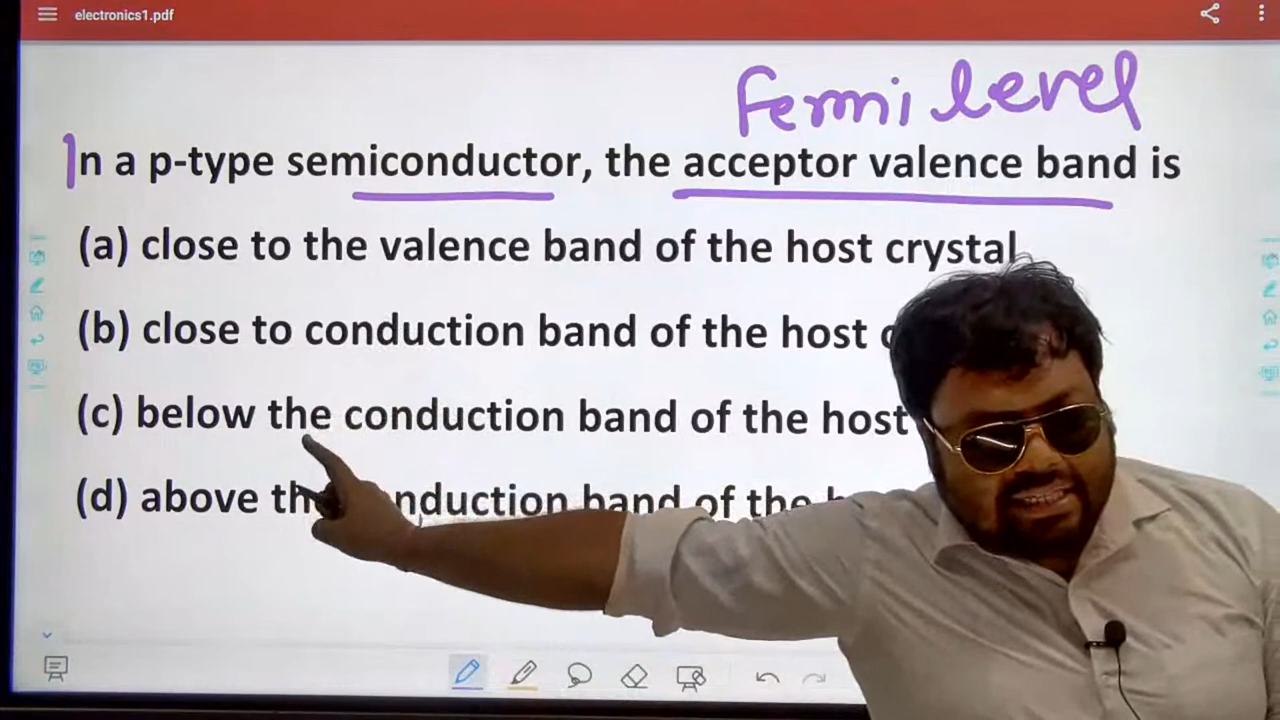 electronics1.pdf
Fermi level
In a p-type semiconductor, the acceptor valence band is
(a) close to the valence band of the host crystal
(b) close to conduction band of the host
(c) below the conduction band of the host
(d) above the conduction band of the